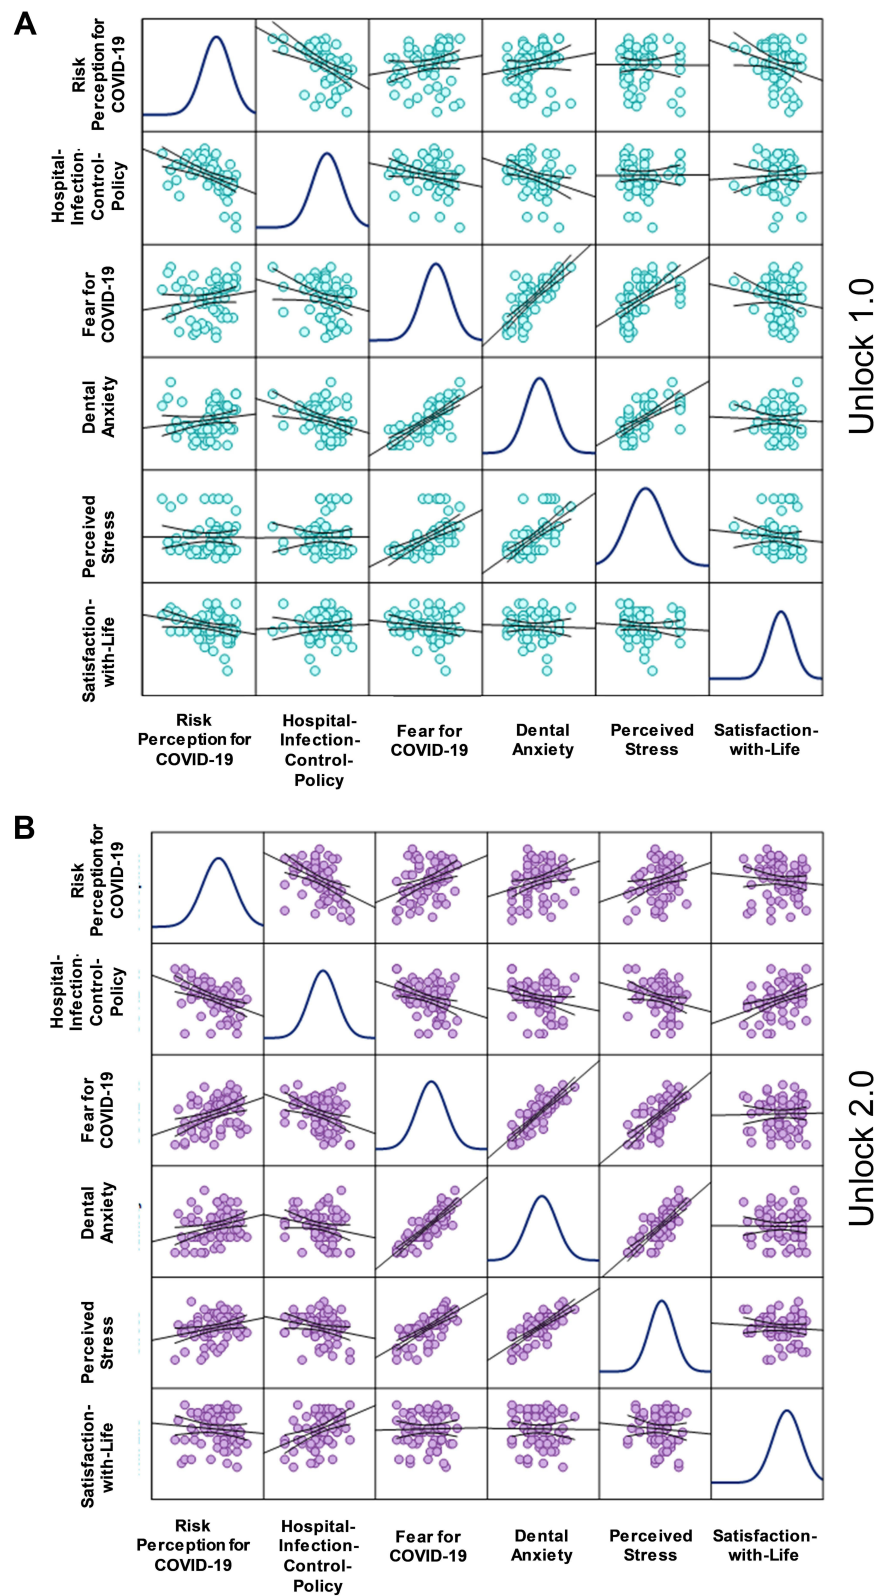 A
Risk
Perception for
COVID-19
Hospital-
Infection-
Control-
Policy
Fear for
COVID-19
Dental
Anxiety
Perceived
Stress
Satisfaction-
with-Life
Unlock 1.0
Risk
Perception for
COVID-19
Hospital-
Infection-
Control-
Policy
Fear for
COVID-19
Dental
Anxiety
Perceived
Stress
Satisfaction-
with-Life
B
Risk
Perception for
COVID-19
Hospital-
Infection-
Control-
Policy
Fear for
COVID-19
Dental
Anxiety
Perceived
Stress
Satisfaction-
with-Life
Unlock 2.0
Risk
Perception for
COVID-19
Hospital-
Infection-
Control-
Policy
Fear for
COVID-19
Dental
Anxiety
Perceived
Stress
Satisfaction-
with-Life